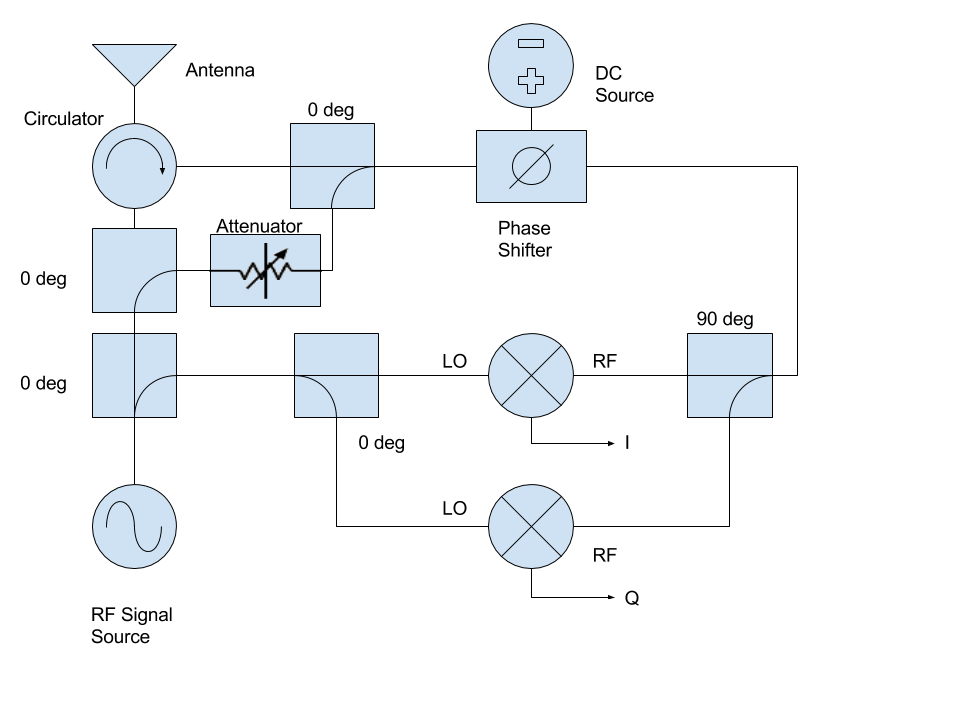 Antenna
DC
Source
Circulator
0 deg
Attenuator
Phase
Shifter
0 deg
90 deg
LO
RF
0 deg
0 deg
I
LO
RF
Q
RF Signal
Source